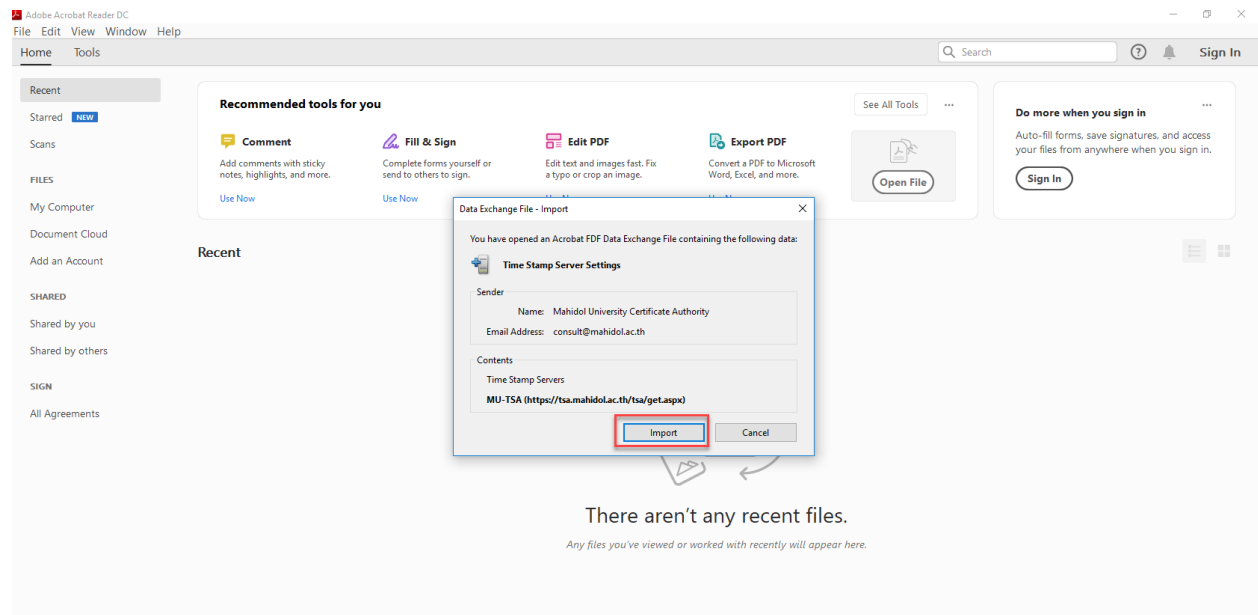 Adobe Acrobat Reader DC
File Edit View Window Help
Home Tools
Search
Sign In
Recent
Starred NEW
Scans
FILES
My Computer
Document Cloud
Add an Account
SHARED
Shared by you
Shared by others
SIGN
All Agreements
Recommended tools for you
See All Tools
Comment
Add comments with sticky
notes, highlights, and more.
Use Now
Fill & Sign
Complete forms yourself or
send to others to sign.
Use Now
Edit PDF
Edit text and images fast. Fix
a typo or crop an image.
Export PDF
Convert a PDF to Microsoft
Word, Excel, and more.
Open File
Do more when you sign in
Auto-fill forms, save signatures, and access
your files from anywhere when you sign in.
Sign In
Recent
Data Exchange File - Import
You have opened an Acrobat FDF Data Exchange File containing the following data:
Time Stamp Server Settings
Sender
Name: Mahidol University Certificate Authority
Email Address: consult@mahidol.ac.th
Contents
Time Stamp Servers
MU-TSA (https://tsa.mahidol.ac.th/tsa/get.aspx)
Import
Cancel
There aren't any recent files.
Any files you've viewed or worked with recently will appear here.